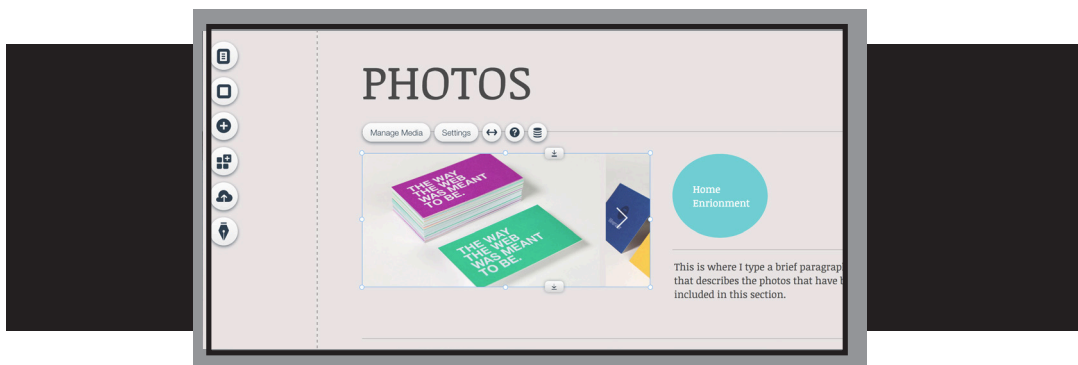 PHOTOS
Manage Media
Settings
THE WAY
THE WEB
WAS MEANT
TO BE.
THE WAY
THE WEB
WAS MEANT
TO BE.
Home
Enrionment
This is where I type a brief paragraph
that describes the photos that have b
included in this section.